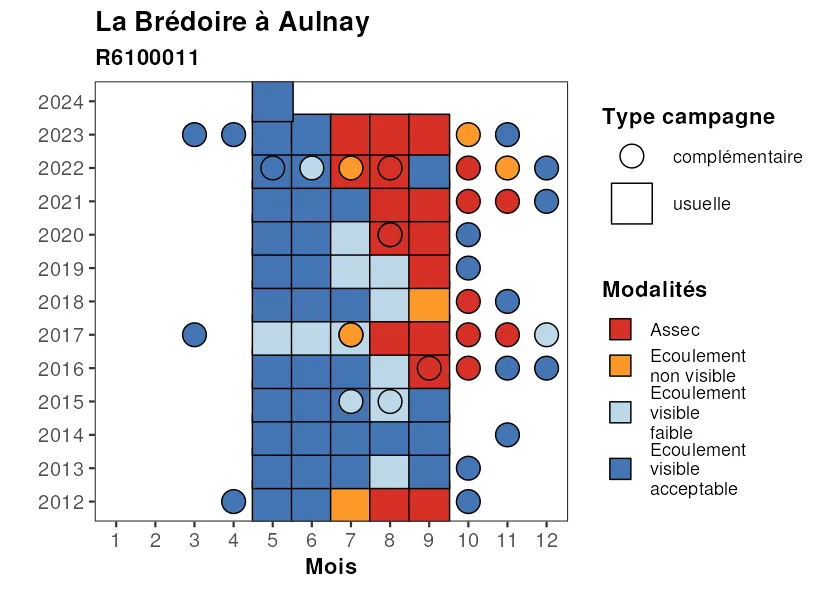 La Brédoire à Aulnay
R6100011
2024
2023
2022
2021
2020
2019
2018
2017
2016
2015
2014
2013
2012
1 2 3 4 5 6 7 8 9 10 11 12
Mois
Type campagne
complémentaire
usuelle
Modalités
Assec
Ecoulement
non visible
Ecoulement
visible
faible
Ecoulement
visible
acceptable